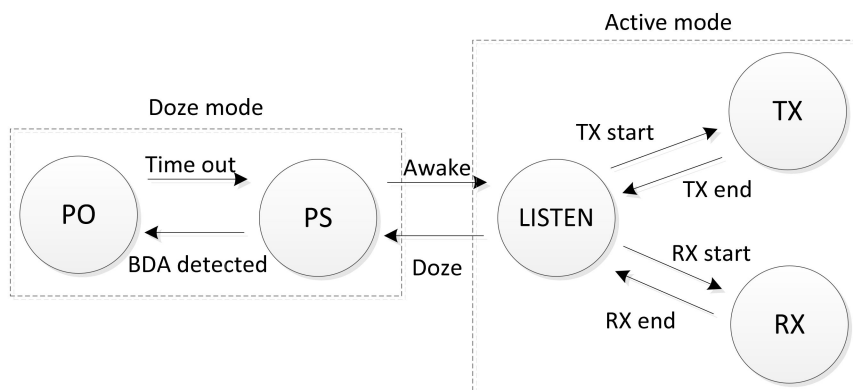 Active mode
Doze mode
TX
TX start
Time out
Awake
TX end
PO
PS
LISTEN
BDA detected
Doze
RX start
RX end
RX